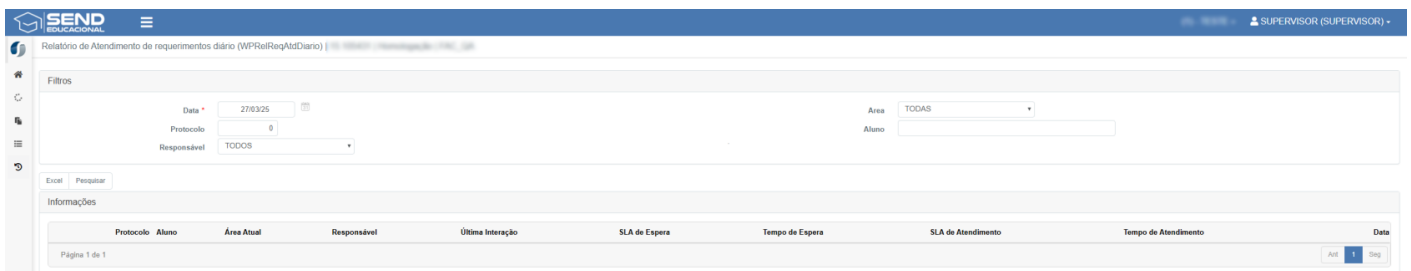 SEND
EDUCACIONAL
SUPERVISOR (SUPERVISOR)
Relatório de Atendimento de requerimentos diário (WPRelReqAtdDiario) |
Filtros
Data * 27/03/25 Area TODAS
Protocolo 0 Aluno
Responsável TODOS
Excel Pesquisar
Informações
Protocolo Aluno Área Atual Responsável Última Interação SLA de Espera Tempo de Espera SLA de Atendimento Tempo de Atendimento Data
Página 1 de 1 Ant 1 Seg